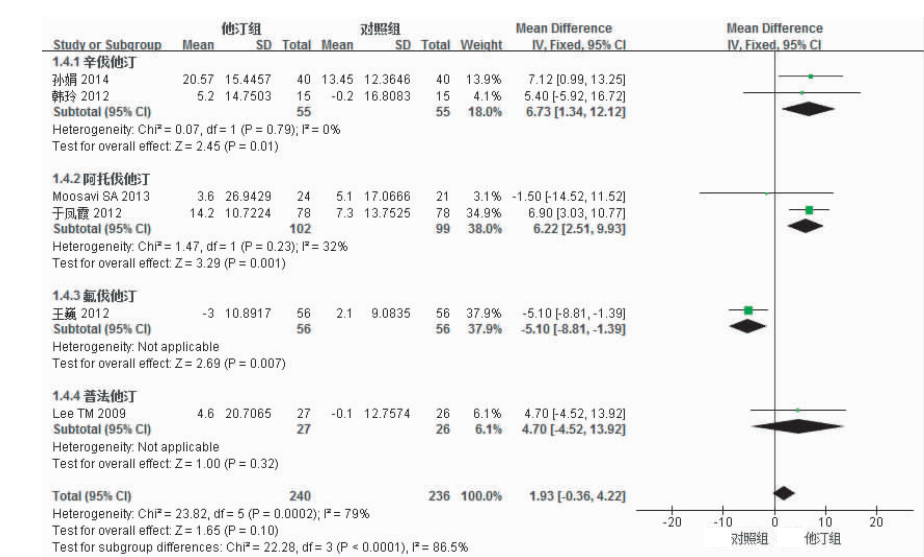 他汀组 对照组 Mean Difference Mean Difference
Study or Subgroup Mean SD Total Mean SD Total Weight IV, Fixed, 95% CI IV, Fixed, 95% CI
1.4.1 辛伐他汀
孙娟 2014 20.57 15.4457 40 13.45 12.3646 40 13.9% 7.12 [0.99, 13.25]
韩玲 2012 5.2 14.7503 15 -0.2 16.8083 15 4.1% 5.40 [-5.92, 16.72]
Subtotal (95% CI) 55 55 18.0% 6.73 [1.34, 12.12]
Heterogeneity: Chi² = 0.07, df = 1 (P = 0.79); I² = 0%
Test for overall effect: Z = 2.45 (P = 0.01)
1.4.2 阿托伐他汀
Moosavi SA 2013 3.6 26.9429 24 5.1 17.0666 21 3.1% -1.50 [-14.52, 11.52]
于凤霞 2012 14.2 10.7224 78 7.3 13.7525 78 34.9% 6.90 [3.03, 10.77]
Subtotal (95% CI) 102 99 38.0% 6.22 [2.51, 9.93]
Heterogeneity: Chi² = 1.47, df = 1 (P = 0.23); I² = 32%
Test for overall effect: Z = 3.29 (P = 0.001)
1.4.3 氟伐他汀
王巍 2012 -3 10.8917 56 2.1 9.0835 56 37.9% -5.10 [-8.81, -1.39]
Subtotal (95% CI) 56 56 37.9% -5.10 [-8.81, -1.39]
Heterogeneity: Not applicable
Test for overall effect: Z = 2.69 (P = 0.007)
1.4.4 普法他汀
Lee TM 2009 4.6 20.7065 27 -0.1 12.7574 26 6.1% 4.70 [-4.52, 13.92]
Subtotal (95% CI) 27 26 6.1% 4.70 [-4.52, 13.92]
Heterogeneity: Not applicable
Test for overall effect: Z = 1.00 (P = 0.32)
Total (95% CI) 240 236 100.0% 1.93 [-0.36, 4.22]
Heterogeneity: Chi² = 23.82, df = 5 (P = 0.0002); I² = 79%
Test for overall effect: Z = 1.65 (P = 0.10)
Test for subgroup differences: Chi² = 22.28, df = 3 (P < 0.0001), I² = 86.5%
-20 -10 0 10 20
对照组 他汀组